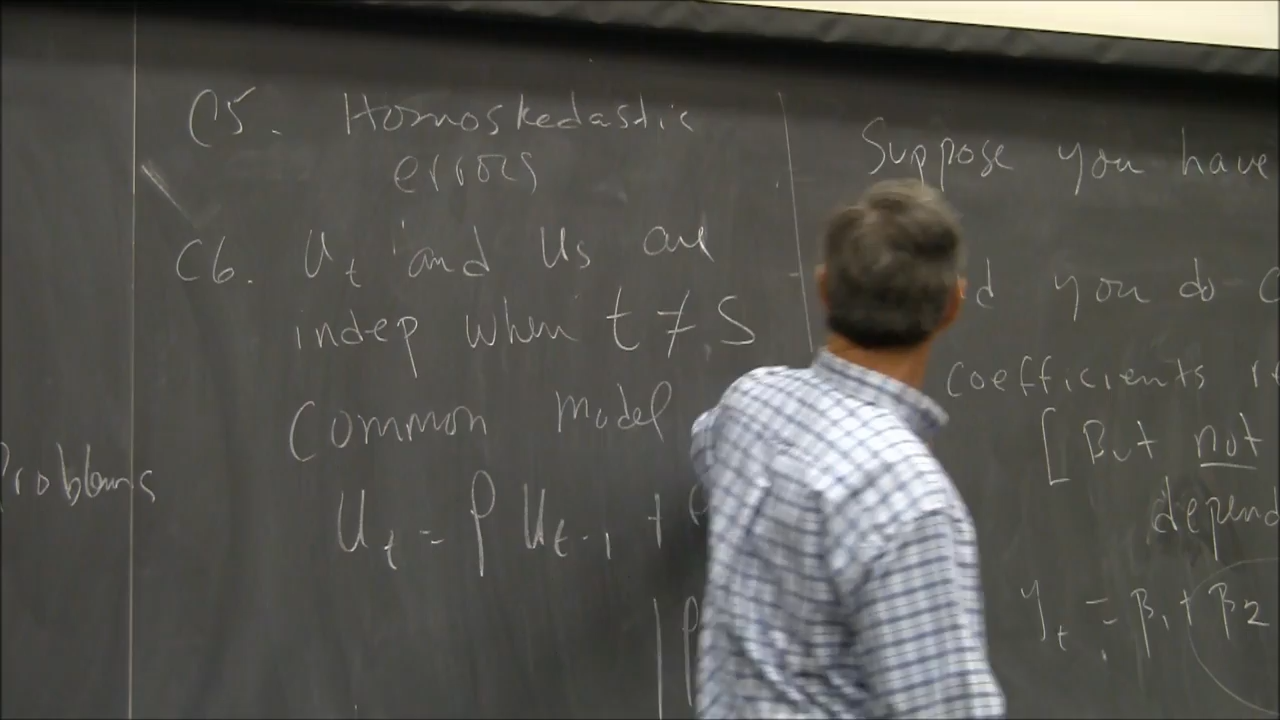 C5. Homoskedastic
errors
C6. Ut and Us are
indep when t ≠ s
Common model
Ut = ρ Ut-1 +
|ρ
Problems
Suppose you have
you do
coefficients
[But not
depend
Yt = β1 + β2